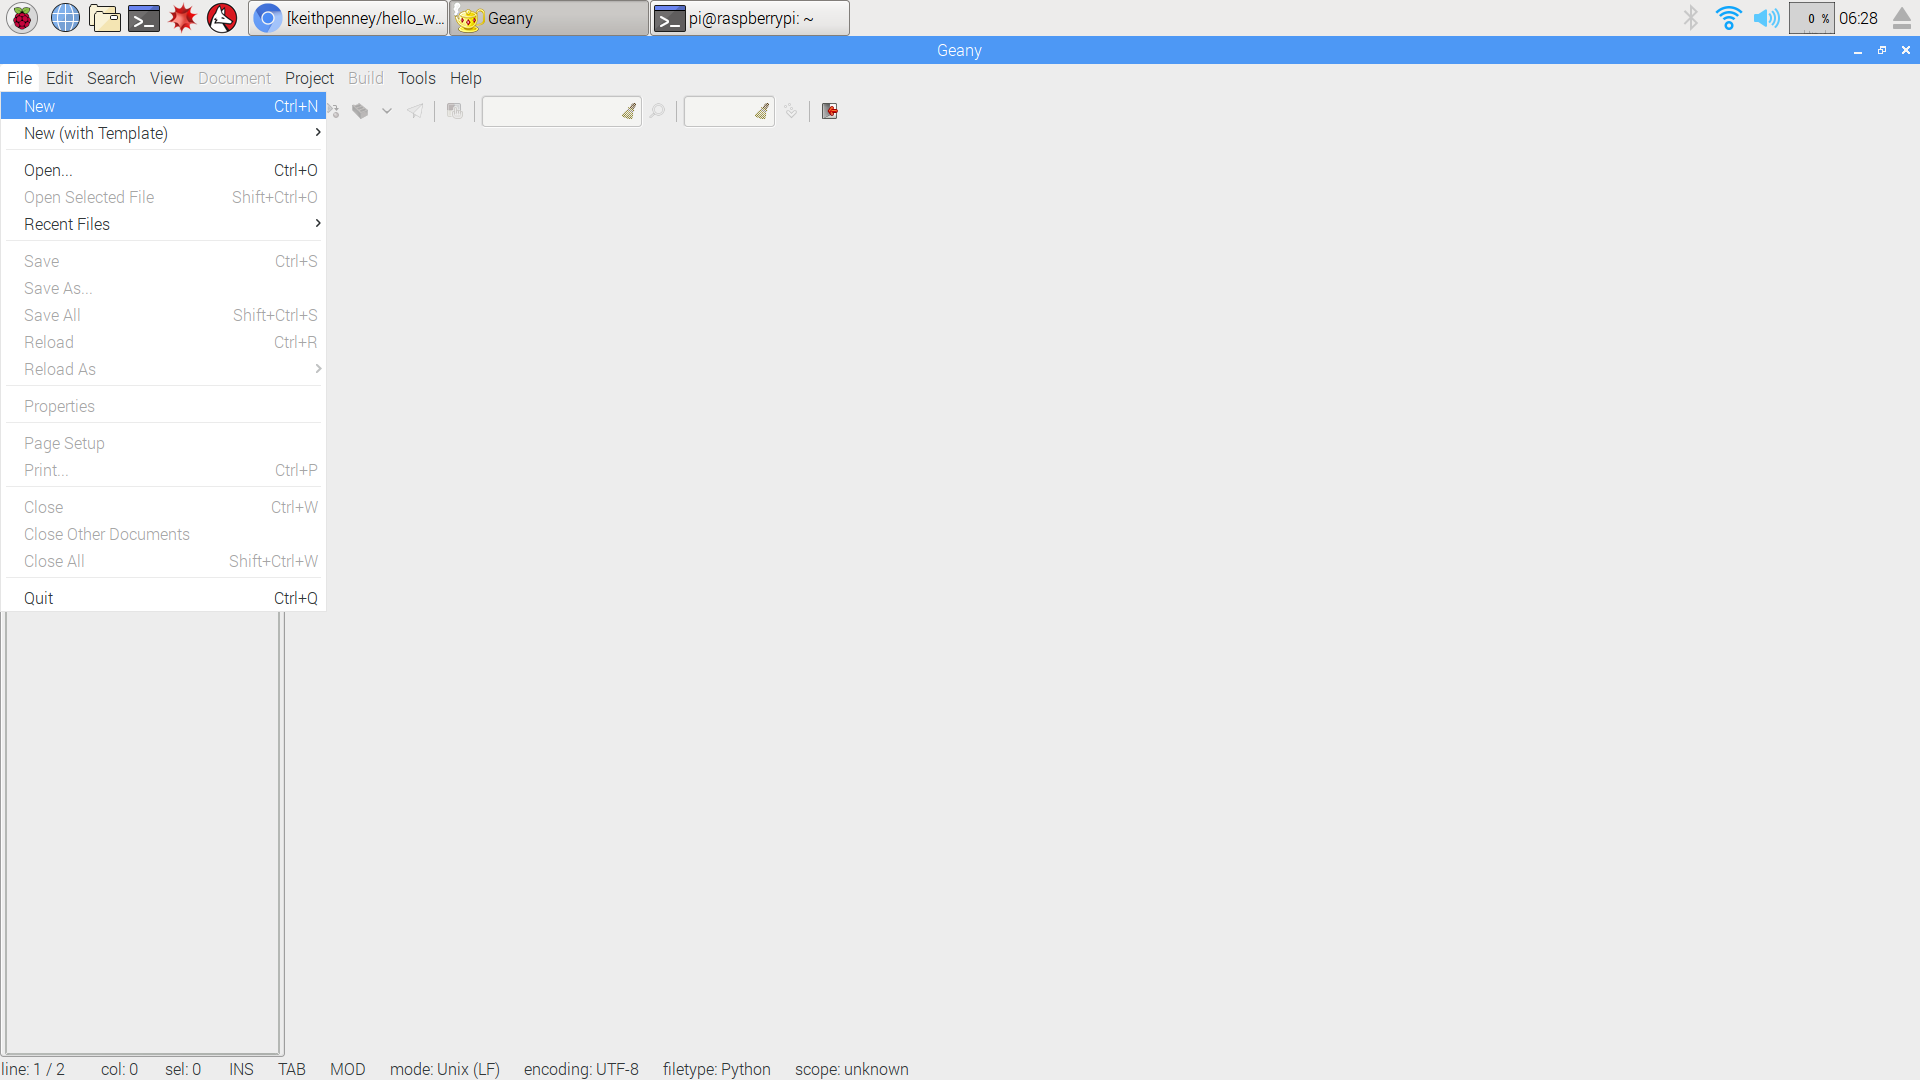 [keithpenney/hello_w... Geany pi@raspberrypi: ~ 0 % 06:28
Geany
File Edit Search View Document Project Build Tools Help
New Ctrl+N
New (with Template)
Open... Ctrl+O
Open Selected File Shift+Ctrl+O
Recent Files
Save Ctrl+S
Save As...
Save All Shift+Ctrl+S
Reload Ctrl+R
Reload As
Properties
Page Setup
Print... Ctrl+P
Close Ctrl+W
Close Other Documents
Close All Shift+Ctrl+W
Quit Ctrl+Q
line: 1 / 2 col: 0 sel: 0 INS TAB MOD mode: Unix (LF) encoding: UTF-8 filetype: Python scope: unknown